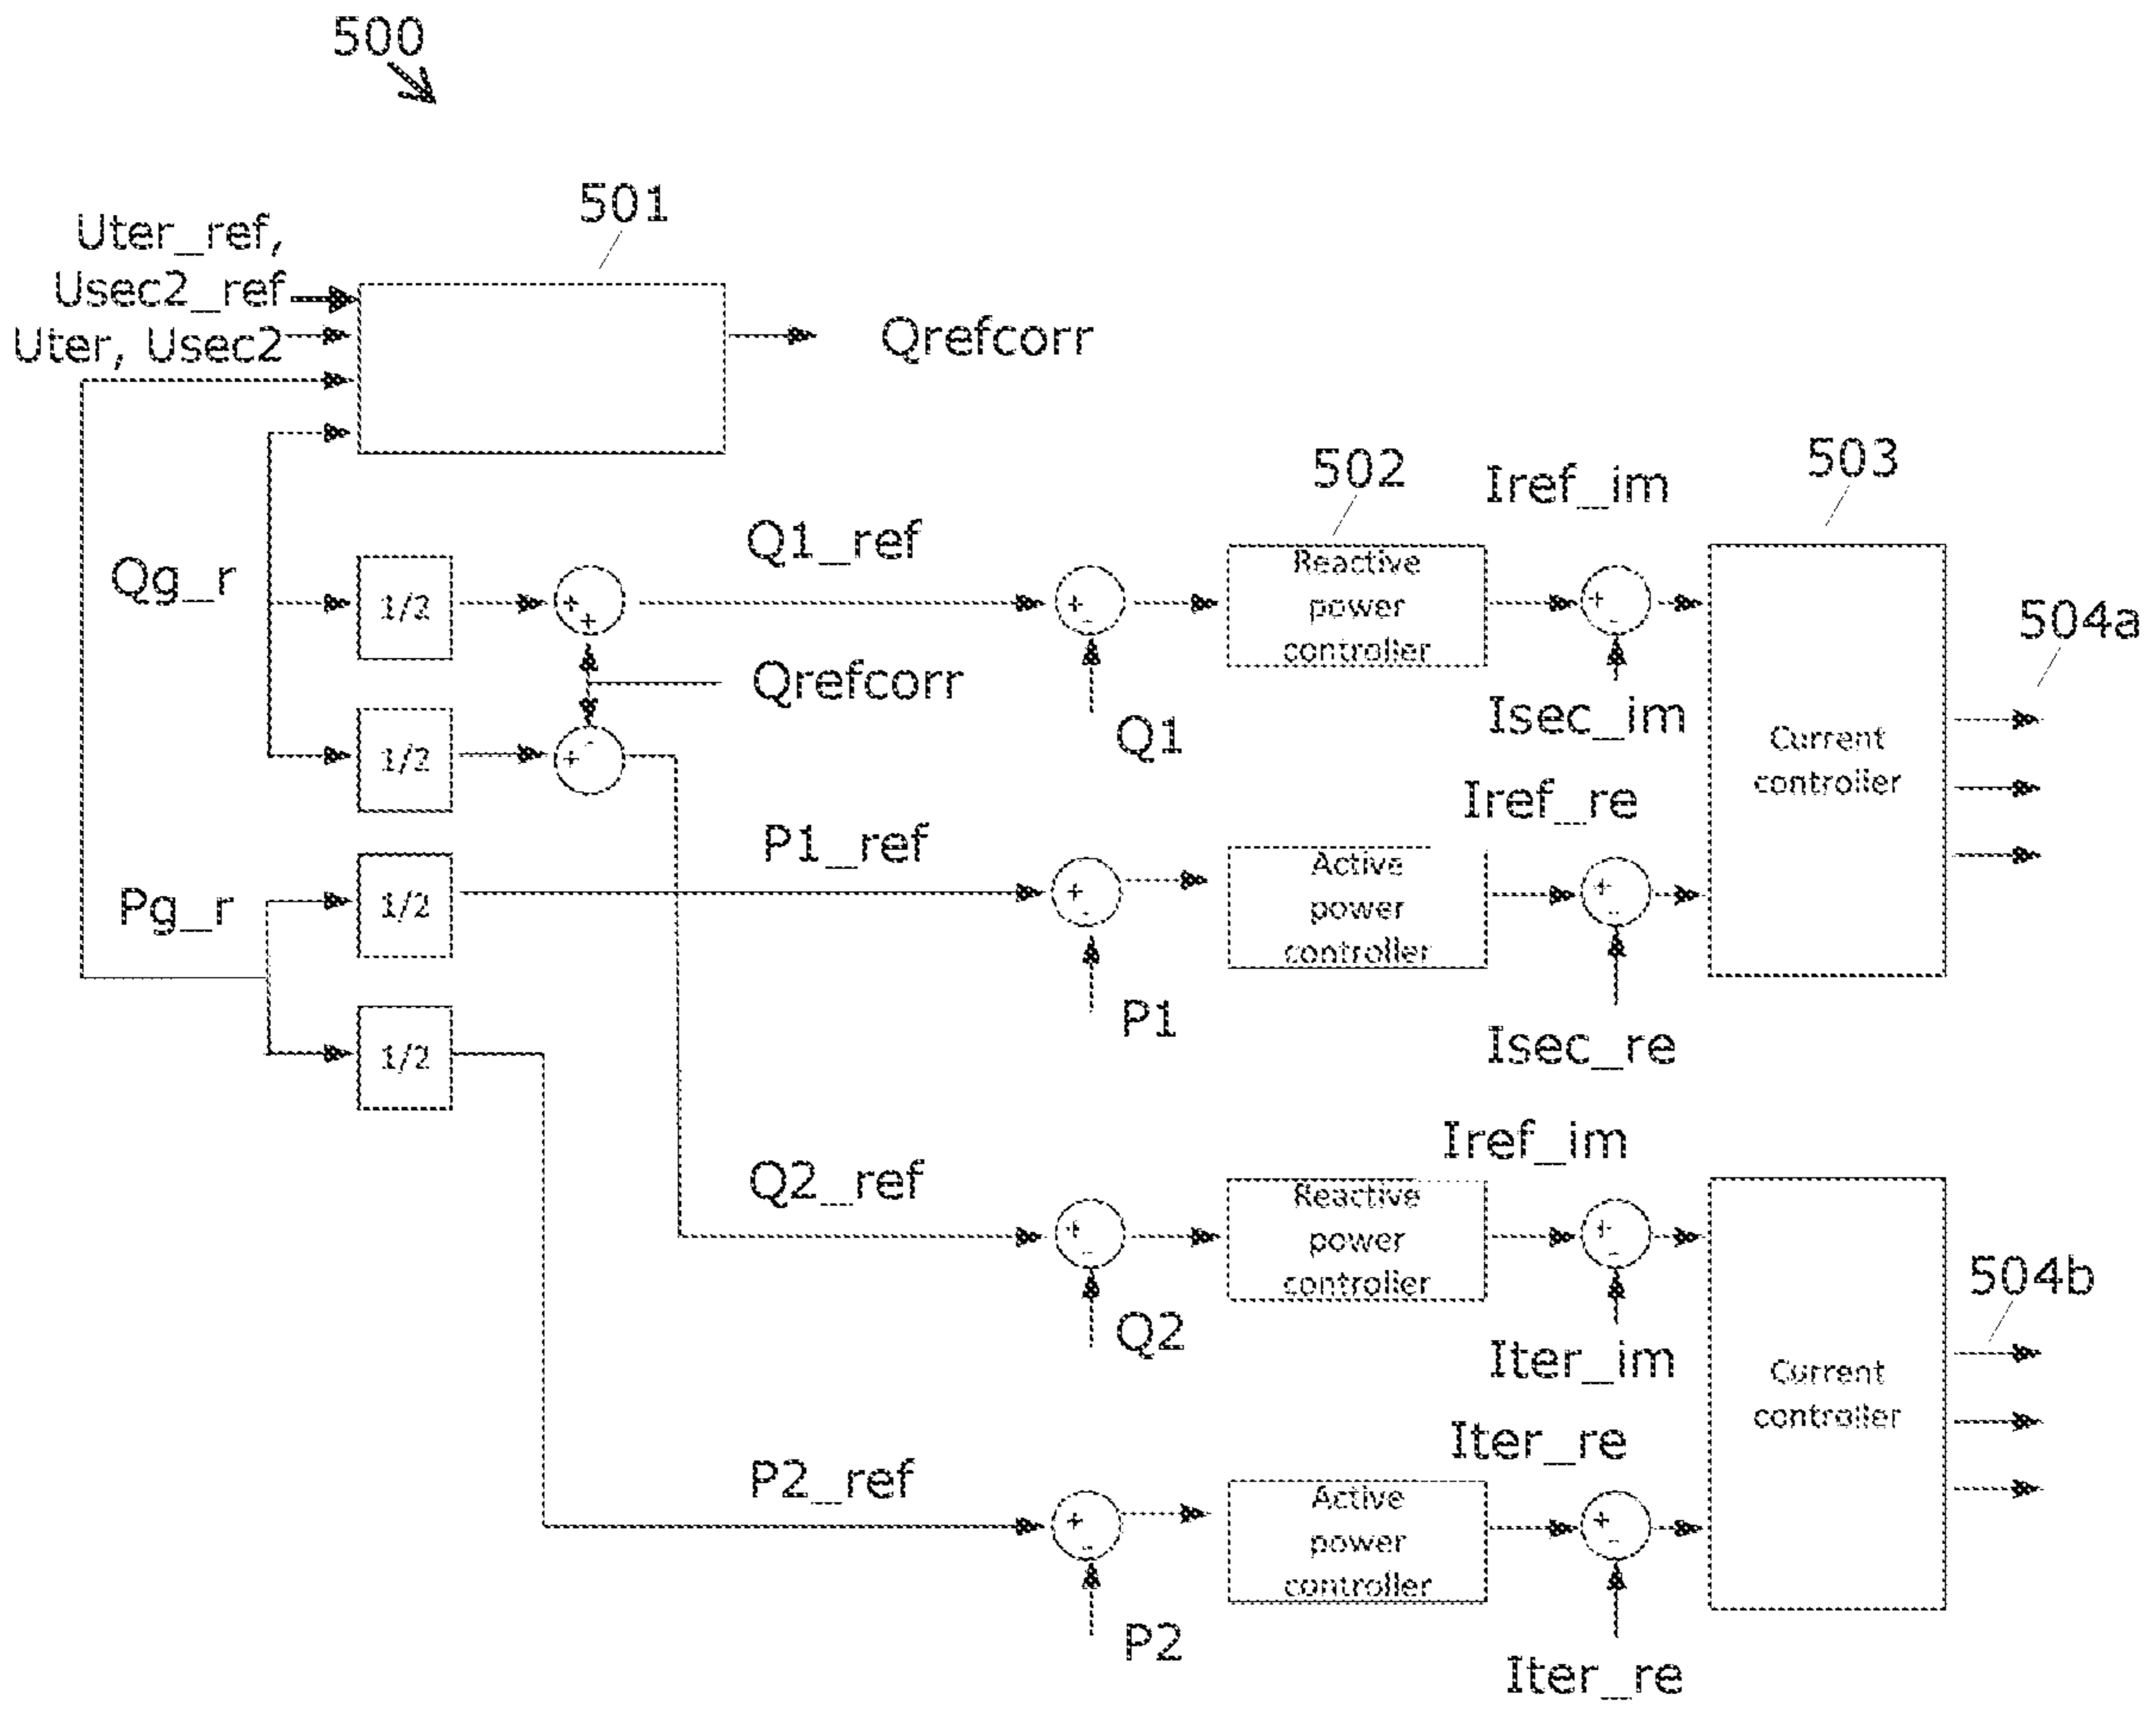 500
501
Uter_ref,
Usec2_ref
Uter, Usec2
Qrefcorr
502
Iref_im
503
Qg_r
1/2
+
+
Q1_ref
+
-
Reactive
power
controller
+
-
504a
Qrefcorr
Q1
Isec_im
Current
controller
1/2
+
-
Iref_re
Pg_r
1/2
P1_ref
+
-
Active
power
controller
+
-
P1
Isec_re
1/2
Iref_im
Q2_ref
+
-
Reactive
power
controller
+
-
504b
Q2
Iter_im
Current
controller
Iter_re
P2_ref
+
-
Active
power
controller
+
-
P2
Iter_re